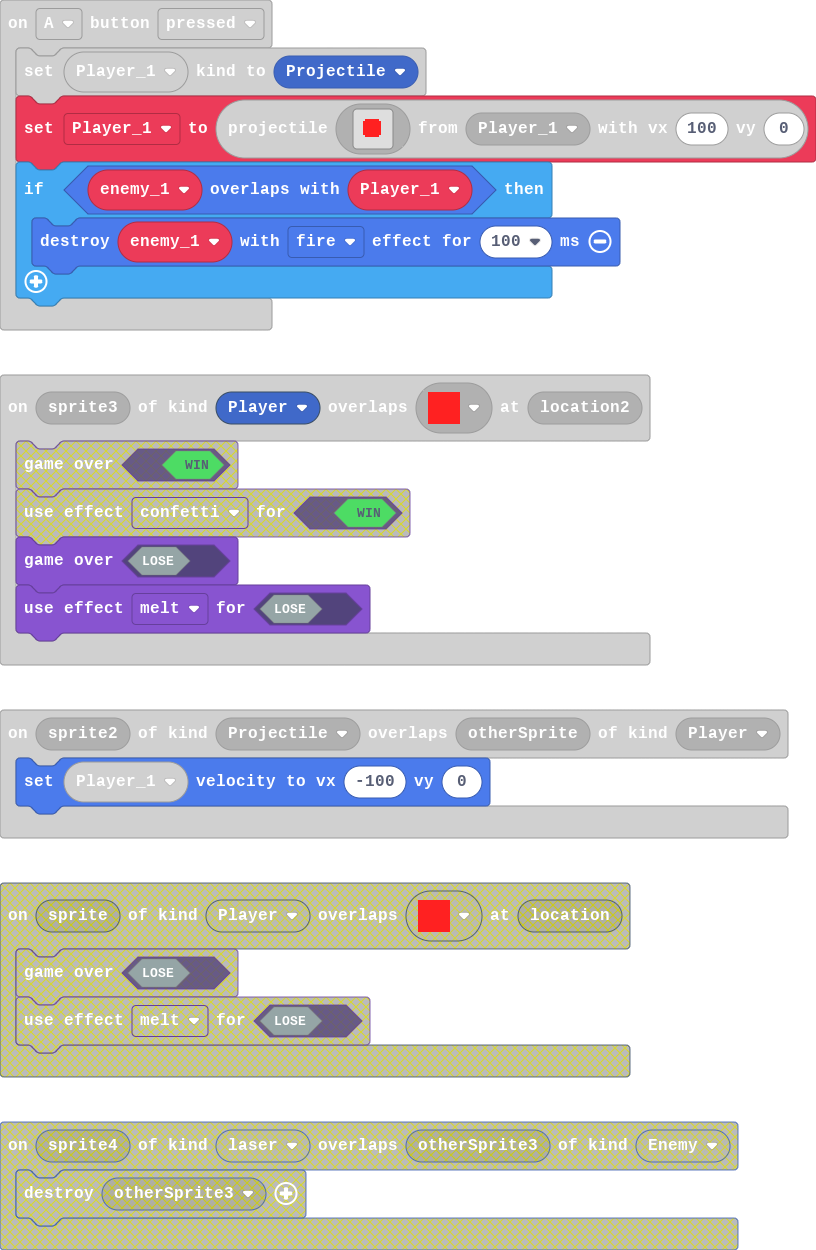 on A button pressed
set Player_1 kind to Projectile
set Player_1 to projectile from Player_1 with vx 100 vy 0
if enemy_1 overlaps with Player_1 then
destroy enemy_1 with fire effect for 100 ms
on sprite3 of kind Player overlaps at location2
game over WIN
use effect confetti for WIN
game over LOSE
use effect melt for LOSE
on sprite2 of kind Projectile overlaps otherSprite of kind Player
set Player_1 velocity to vx -100 vy 0
on sprite of kind Player overlaps at location
game over LOSE
use effect melt for LOSE
on sprite4 of kind laser overlaps otherSprite3 of kind Enemy
destroy otherSprite3